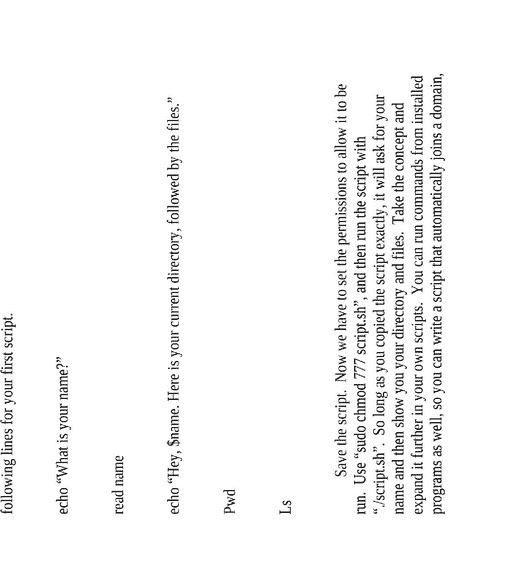 following lines for your first script.
echo “What is your name?”
read name
echo “Hey, $name. Here is your current directory, followed by the files.”
Pwd
Ls
Save the script.  Now we have to set the permissions to allow it to be
run.  Use “sudo chmod 777 script.sh”, and then run the script with
“./script.sh”.  So long as you copied the script exactly, it will ask for your
name and then show you your directory and files.  Take the concept and
expand it further in your own scripts.  You can run commands from installed
programs as well, so you can write a script that automatically joins a domain,